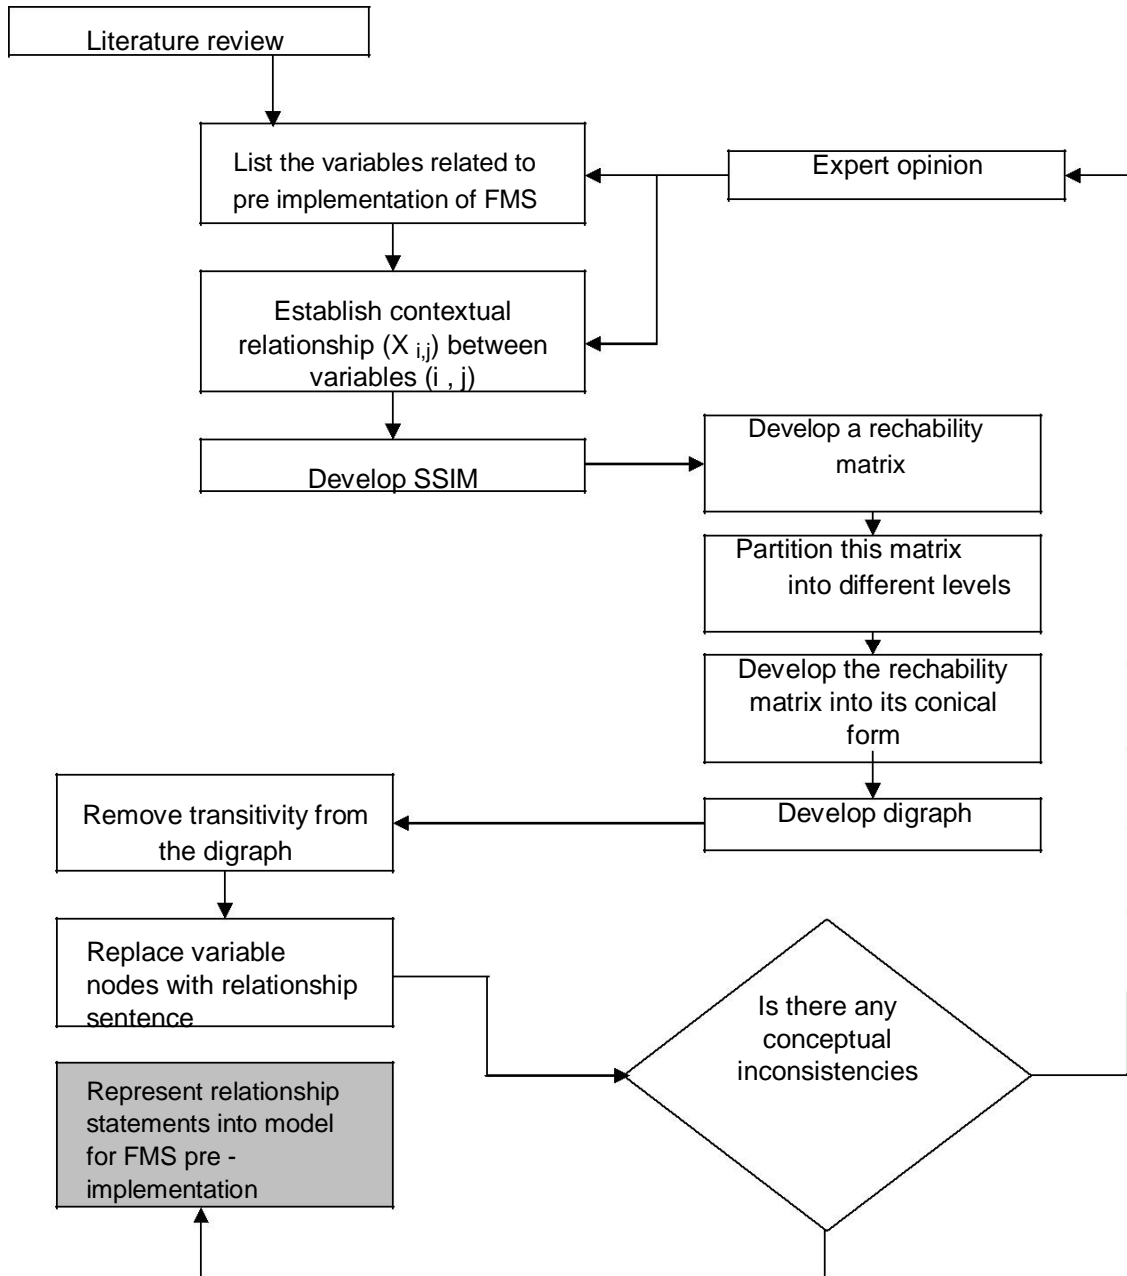 Literature review
List the variables related to
pre implementation of FMS
Expert opinion
Establish contextual
relationship (X i,j) between
variables (i , j)
Develop SSIM
Develop a rechability
matrix
Partition this matrix
into different levels
Develop the rechability
matrix into its conical
form
Develop digraph
Remove transitivity from
the digraph
Replace variable
nodes with relationship
sentence
Is there any
conceptual
inconsistencies
Represent relationship
statements into model
for FMS pre -
implementation